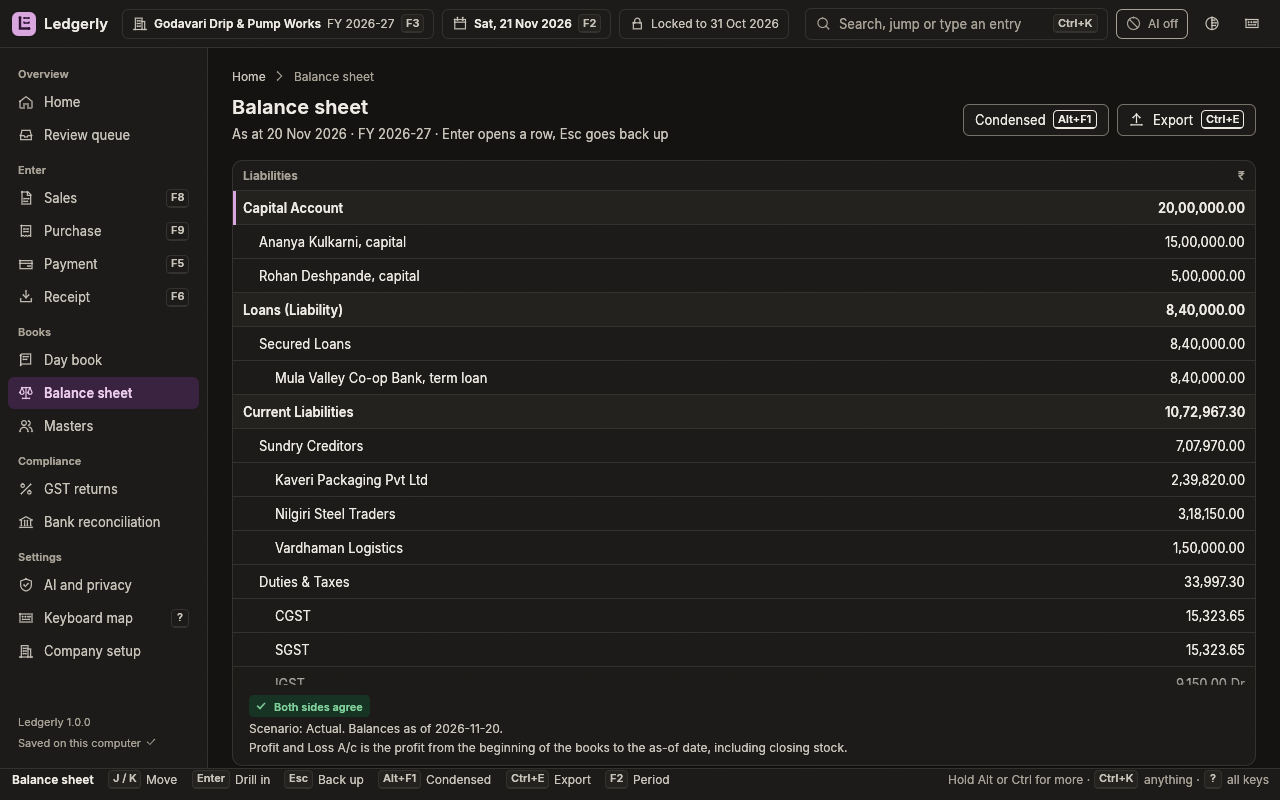 Ledgerly
Godavari Drip & Pump Works FY 2026-27 F3
Sat, 21 Nov 2026 F2
Locked to 31 Oct 2026
Search, jump or type an entry Ctrl+K
AI off
Overview
Home
Review queue
Enter
Sales F8
Purchase F9
Payment F5
Receipt F6
Books
Day book
Balance sheet
Masters
Compliance
GST returns
Bank reconciliation
Settings
AI and privacy
Keyboard map ?
Company setup
Ledgerly 1.0.0
Saved on this computer
Home Balance sheet
Balance sheet
As at 20 Nov 2026 · FY 2026-27 · Enter opens a row, Esc goes back up
Condensed Alt+F1
Export Ctrl+E
Liabilities ₹
Capital Account 20,00,000.00
Ananya Kulkarni, capital 15,00,000.00
Rohan Deshpande, capital 5,00,000.00
Loans (Liability) 8,40,000.00
Secured Loans 8,40,000.00
Mula Valley Co-op Bank, term loan 8,40,000.00
Current Liabilities 10,72,967.30
Sundry Creditors 7,07,970.00
Kaveri Packaging Pvt Ltd 2,39,820.00
Nilgiri Steel Traders 3,18,150.00
Vardhaman Logistics 1,50,000.00
Duties & Taxes 33,997.30
CGST 15,323.65
SGST 15,323.65
IGST 9,150.00 Dr
Both sides agree
Scenario: Actual. Balances as of 2026-11-20.
Profit and Loss A/c is the profit from the beginning of the books to the as-of date, including closing stock.
Balance sheet J / K Move Enter Drill in Esc Back up Alt+F1 Condensed Ctrl+E Export F2 Period
Hold Alt or Ctrl for more · Ctrl+K anything · ? all keys